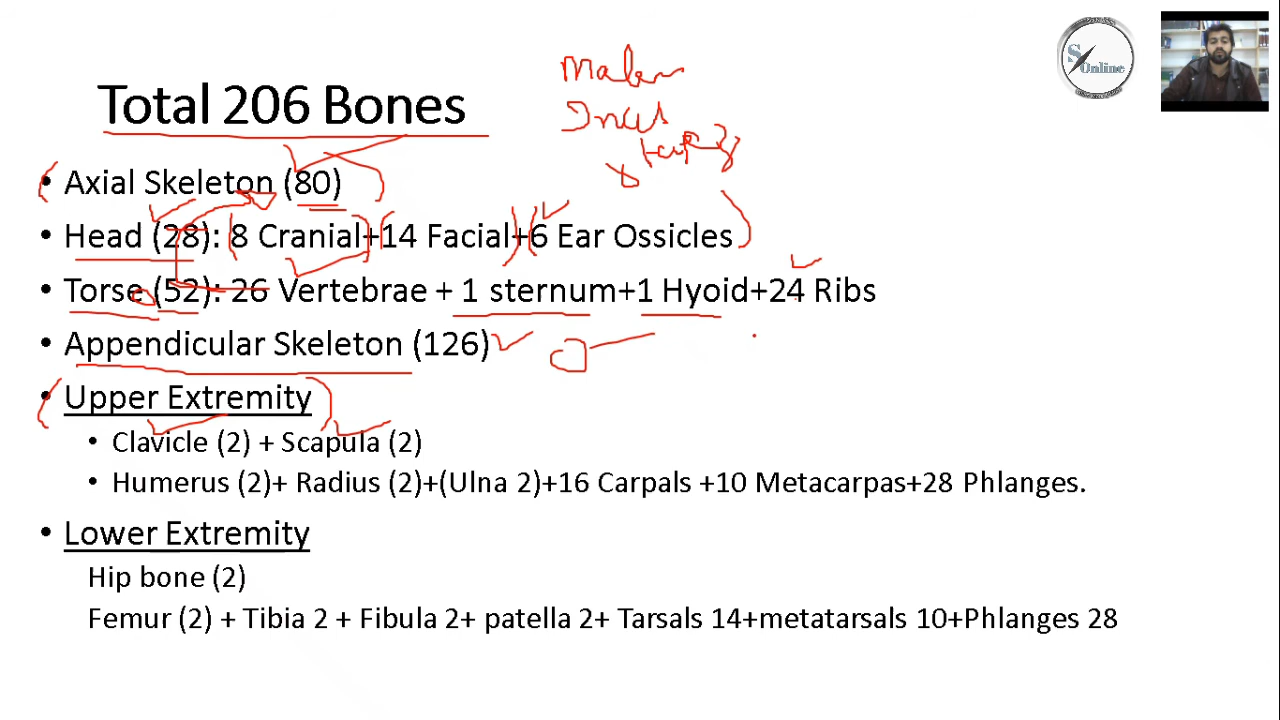 S Online
Total 206 Bones
• Axial Skeleton (80)
• Head (28): 8 Cranial+14 Facial+6 Ear Ossicles
• Torse (52): 26 Vertebrae + 1 sternum+1 Hyoid+24 Ribs
• Appendicular Skeleton (126)
• Upper Extremity
• Clavicle (2) + Scapula (2)
• Humerus (2)+ Radius (2)+(Ulna 2)+16 Carpals +10 Metacarpas+28 Phlanges.
• Lower Extremity
Hip bone (2)
Femur (2) + Tibia 2 + Fibula 2+ patella 2+ Tarsals 14+metatarsals 10+Phlanges 28